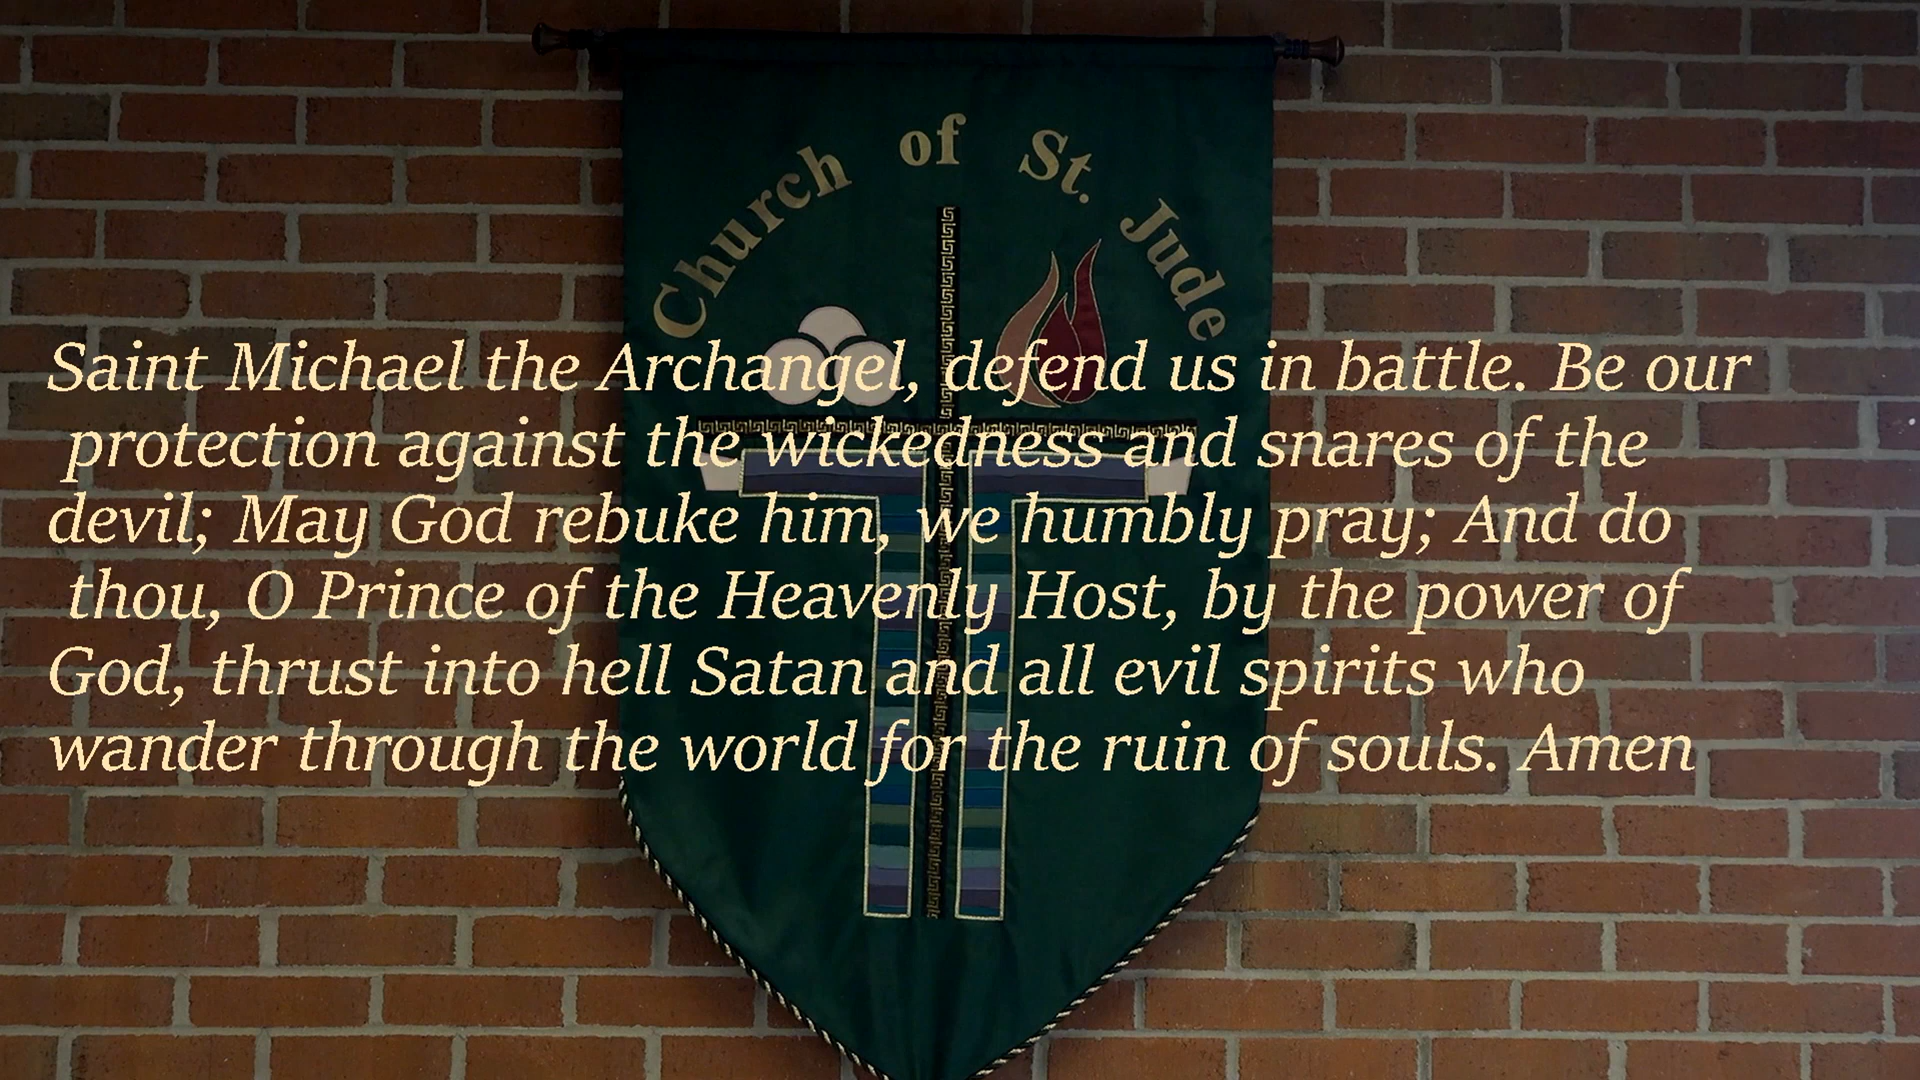 Church of St. Jude
Saint Michael the Archangel, defend us in battle. Be our
protection against the wickedness and snares of the
devil; May God rebuke him, we humbly pray; And do
thou, O Prince of the Heavenly Host, by the power of
God, thrust into hell Satan and all evil spirits who
wander through the world for the ruin of souls. Amen